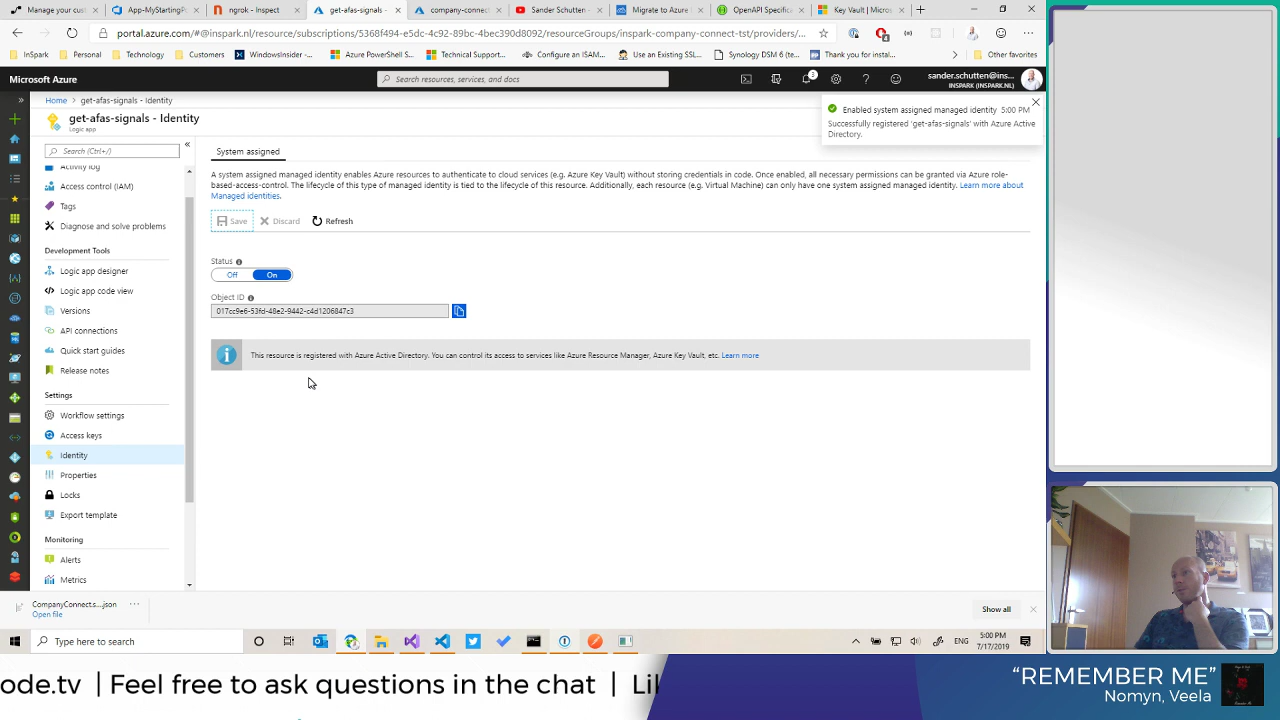 Manage your cust
App-MyStartingP
ngrok - Inspect
get-afas-signals -
company-connect
Sander Schutten -
Migrate to Azure
OpenAPI Specifica
Key Vault | Micros
portal.azure.com/#@inspark.nl/resource/subscriptions/5368f494-e5dc-4c92-89bc-4bec390d8092/resourceGroups/inspark-company-connect-tst/providers/...
InSpark
Personal
Technology
Customers
WindowsInsider -...
Azure PowerShell S...
Configure an ISAM...
Use an Existing SSL...
Synology DSM 6 (te...
Thank you for instal...
Other favorites
Microsoft Azure
Search resources, services, and docs
3
sander.schutten@ins...
INSPARK (INSPARK.NL)
Home > get-afas-signals - Identity
get-afas-signals - Identity
Logic app
Enabled system assigned managed identity 5:00 PM
Successfully registered 'get-afas-signals' with Azure Active
Directory.
Search (Ctrl+/)
Activity log
Access control (IAM)
Tags
Diagnose and solve problems
Development Tools
Logic app designer
Logic app code view
Versions
API connections
Quick start guides
Release notes
Settings
Workflow settings
Access keys
Identity
Properties
Locks
Export template
Monitoring
Alerts
Metrics
System assigned
A system assigned managed identity enables Azure resources to authenticate to cloud services (e.g. Azure Key Vault) without storing credentials in code. Once enabled, all necessary permissions can be granted via Azure role-
based-access-control. The lifecycle of this type of managed identity is tied to the lifecycle of this resource. Additionally, each resource (e.g. Virtual Machine) can only have one system assigned managed identity. Learn more about
Managed identities.
Save
Discard
Refresh
Status
Off
On
Object ID
017cc9e6-53fd-48e2-9442-c4d1206847c3
This resource is registered with Azure Active Directory. You can control its access to services like Azure Resource Manager, Azure Key Vault, etc. Learn more
CompanyConnect.s....json
Open file
Show all
Type here to search
ENG
5:00 PM
7/17/2019
ode.tv | Feel free to ask questions in the chat | Li
"REMEMBER ME"
Nomyn, Veela